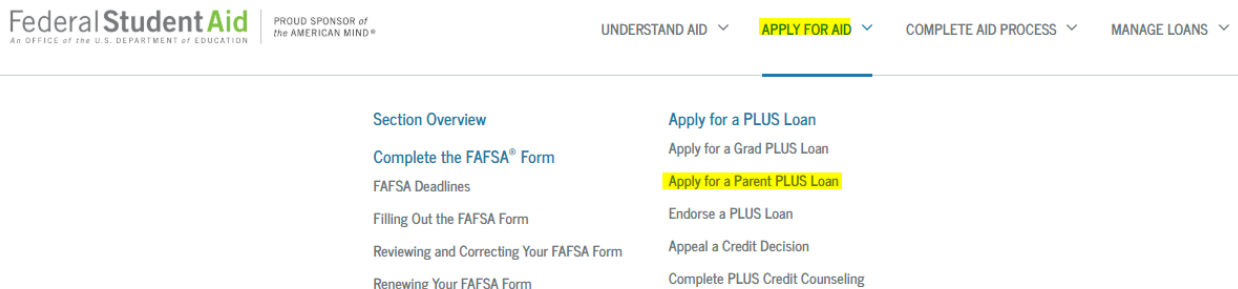 Federal Student Aid
An OFFICE of the U.S. DEPARTMENT of EDUCATION
PROUD SPONSOR of
the AMERICAN MIND®
UNDERSTAND AID
APPLY FOR AID
COMPLETE AID PROCESS
MANAGE LOANS
Section Overview
Complete the FAFSA® Form
FAFSA Deadlines
Filling Out the FAFSA Form
Reviewing and Correcting Your FAFSA Form
Renewing Your FAFSA Form
Apply for a PLUS Loan
Apply for a Grad PLUS Loan
Apply for a Parent PLUS Loan
Endorse a PLUS Loan
Appeal a Credit Decision
Complete PLUS Credit Counseling